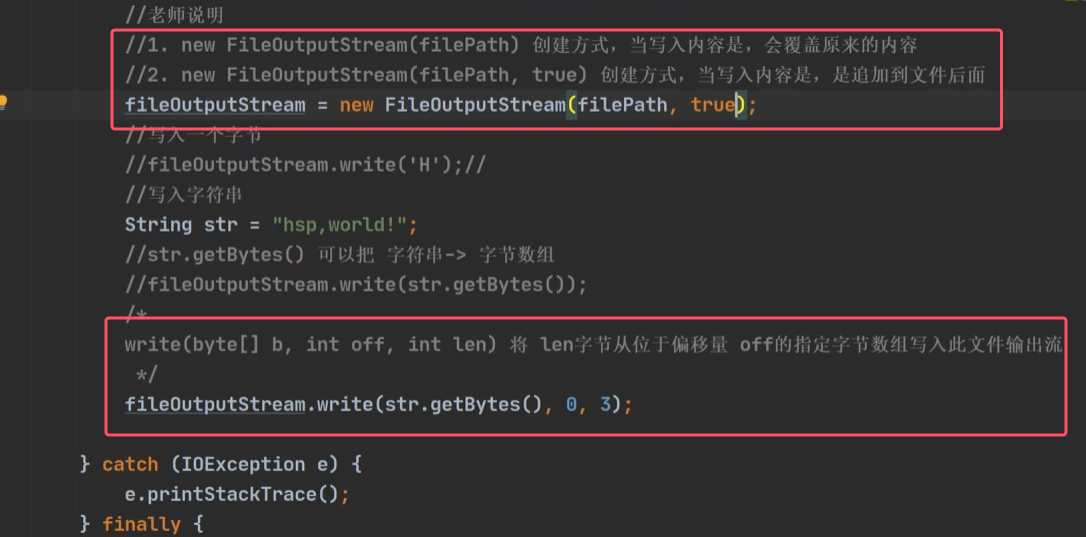 //老师说明
//1. new FileOutputStream(filePath) 创建方式，当写入内容是，会覆盖原来的内容
//2. new FileOutputStream(filePath, true) 创建方式，当写入内容是，是追加到文件后面
fileOutputStream = new FileOutputStream(filePath, true);
//写入一个字节
//fileOutputStream.write('H');//
//写入字符串
String str = "hsp,world!";
//str.getBytes() 可以把 字符串-> 字节数组
//fileOutputStream.write(str.getBytes());
/*
write(byte[] b, int off, int len) 将 len字节从位于偏移量 off的指定字节数组写入此文件输出流
*/
fileOutputStream.write(str.getBytes(), 0, 3);
} catch (IOException e) {
e.printStackTrace();
} finally {